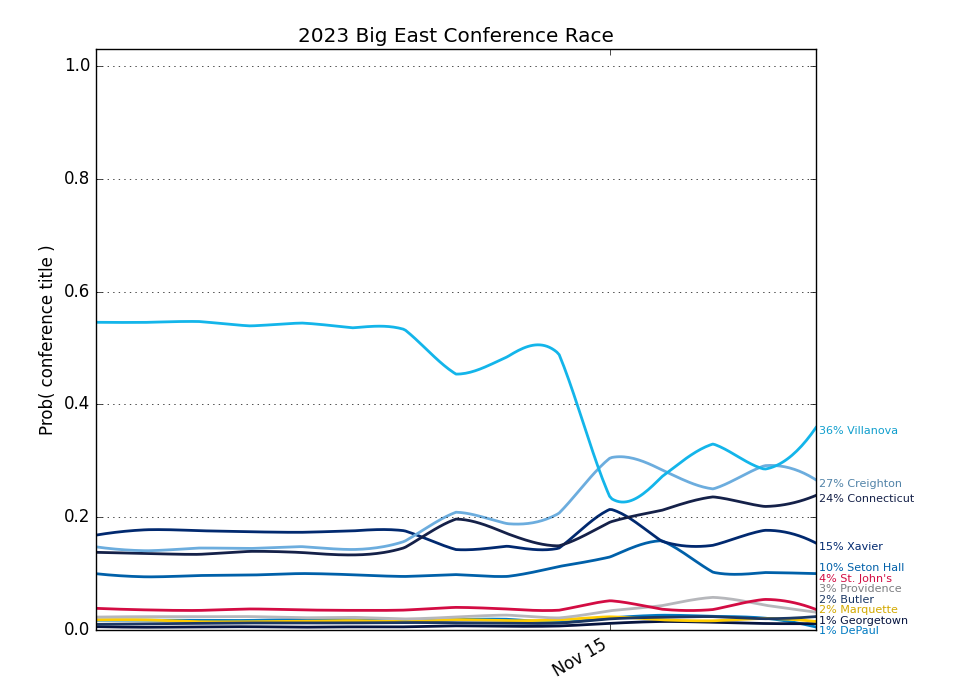 2023 Big East Conference Race
Prob( conference title )
1.0
0.8
0.6
0.4
0.2
0.0
Nov 15
36% Villanova
27% Creighton
24% Connecticut
15% Xavier
10% Seton Hall
4% St. John's
3% Providence
2% Butler
2% Marquette
1% Georgetown
1% DePaul